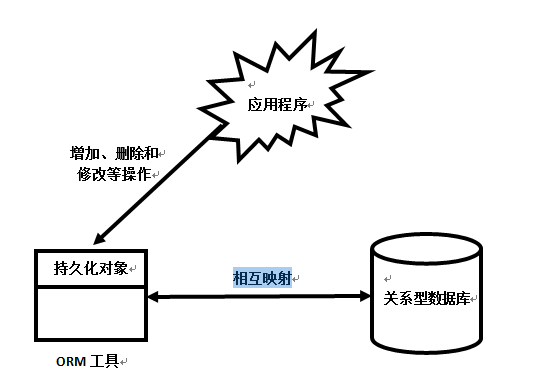 应用程序
增加、删除和
修改等操作
持久化对象
相互映射
关系型数据库
ORM 工具